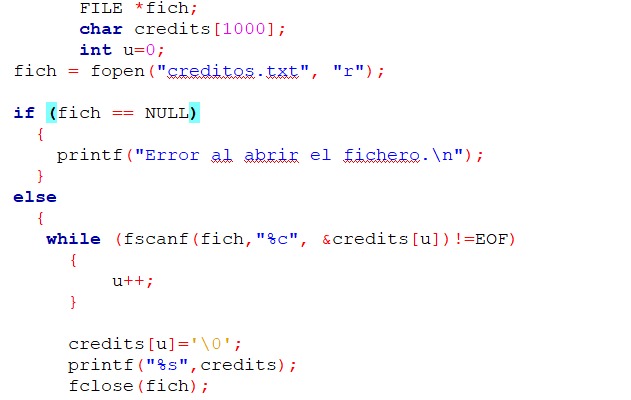 FILE *fich;
char credits[1000];
int u=0;
fich = fopen("creditos.txt", "r");
if (fich == NULL)
{
printf("Error al abrir el fichero.\n");
}
else
{
while (fscanf(fich,"%c", &credits[u])!=EOF)
{
u++;
}
credits[u]='\0';
printf("%s",credits);
fclose(fich);